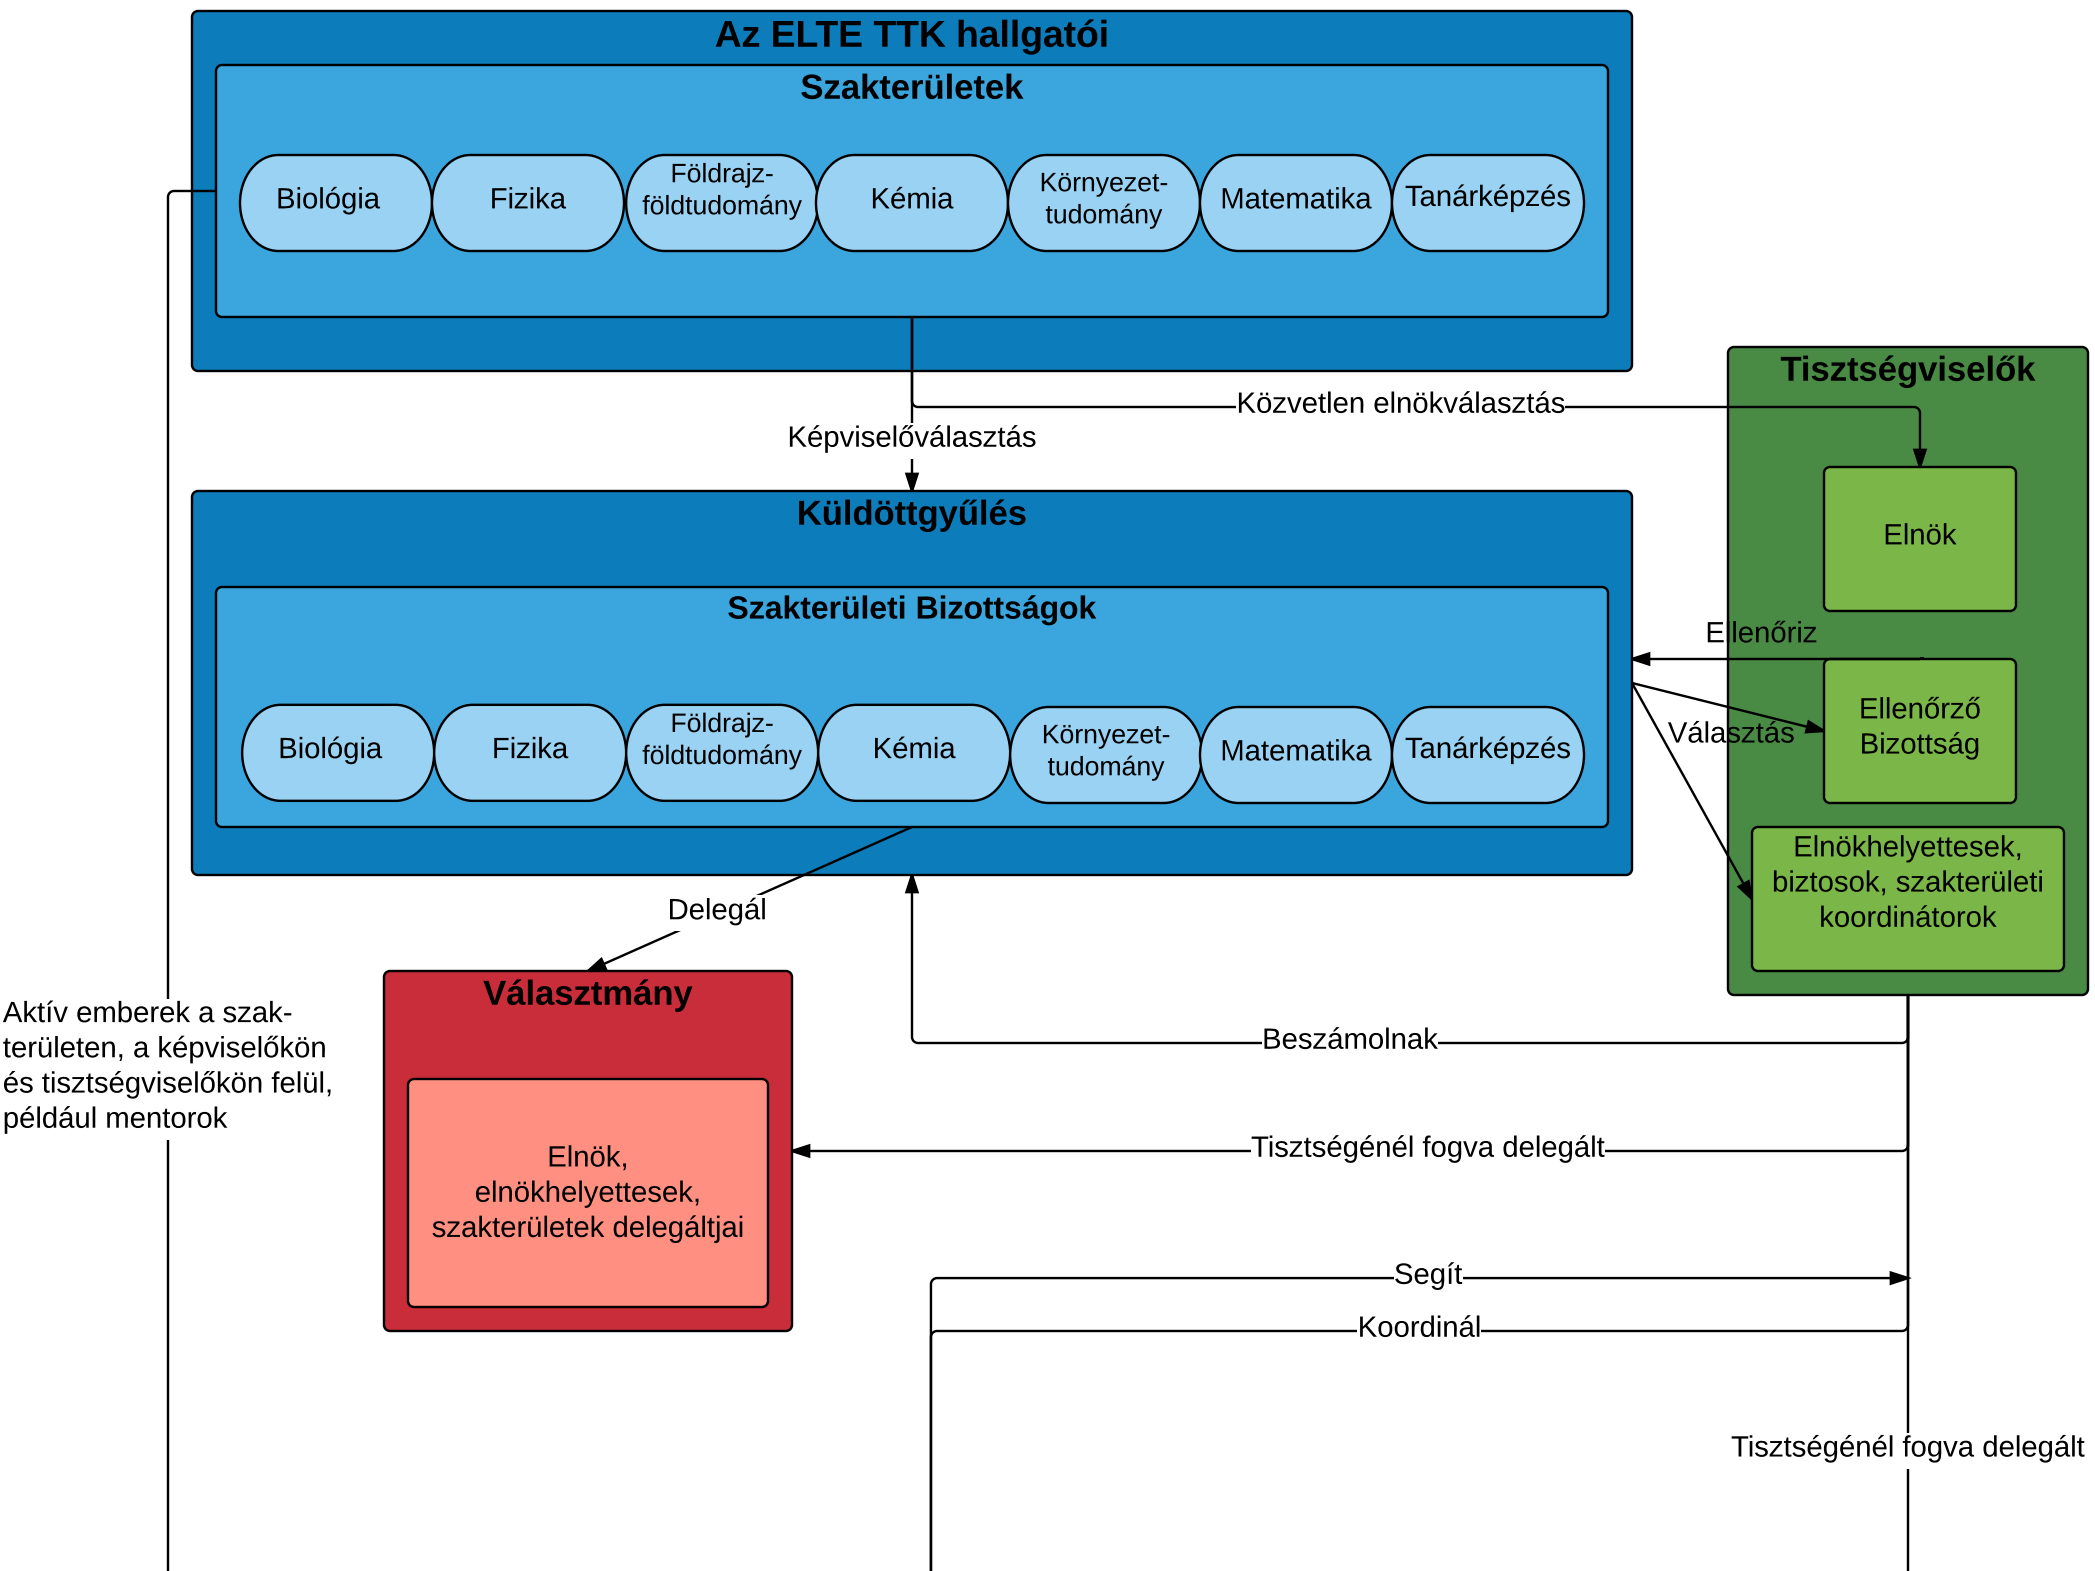 Az ELTE TTK hallgatói
Szakterületek
Biológia
Fizika
Földrajz-
földtudomány
Kémia
Környezet-
tudomány
Matematika
Tanárképzés
Közvetlen elnökválasztás
Képviselőválasztás
Tisztségviselők
Elnök
Ellenőriz
Ellenőrző
Bizottság
Választás
Elnökhelyettesek,
biztosok, szakterületi
koordinátorok
Küldöttgyűlés
Szakterületi Bizottságok
Biológia
Fizika
Földrajz-
földtudomány
Kémia
Környezet-
tudomány
Matematika
Tanárképzés
Delegál
Választmány
Elnök,
elnökhelyettesek,
szakterületek delegáltjai
Aktív emberek a szak-
területen, a képviselőkön
és tisztségviselőkön felül,
például mentorok
Beszámolnak
Tisztségénél fogva delegált
Segít
Koordinál
Tisztségénél fogva delegált